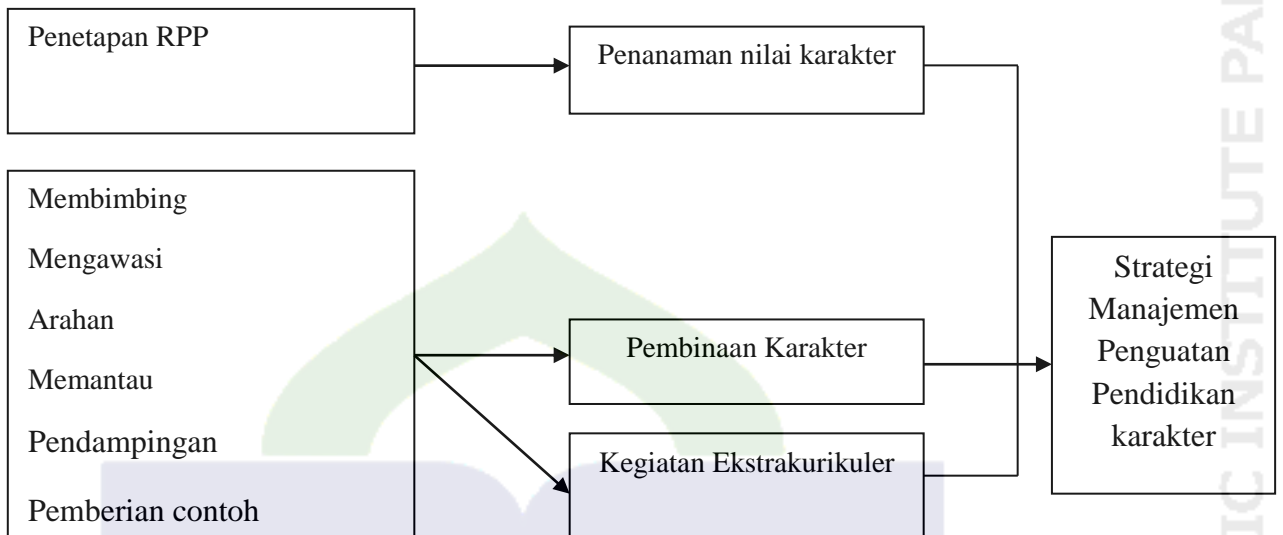 Penetapan RPP
Penanaman nilai karakter
Membimbing
Mengawasi
Arahan
Memantau
Pendampingan
Pemberian contoh
Pembinaan Karakter
Kegiatan Ekstrakurikuler
Strategi
Manajemen
Penguatan
Pendidikan
karakter
INSTITUTE